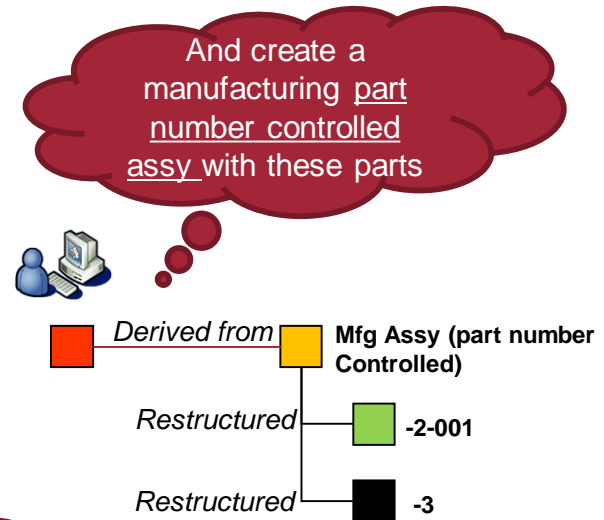 And create a
manufacturing part
number controlled
assy with these parts
Derived from
Mfg Assy (part number
Controlled)
Restructured
-2-001
Restructured
-3